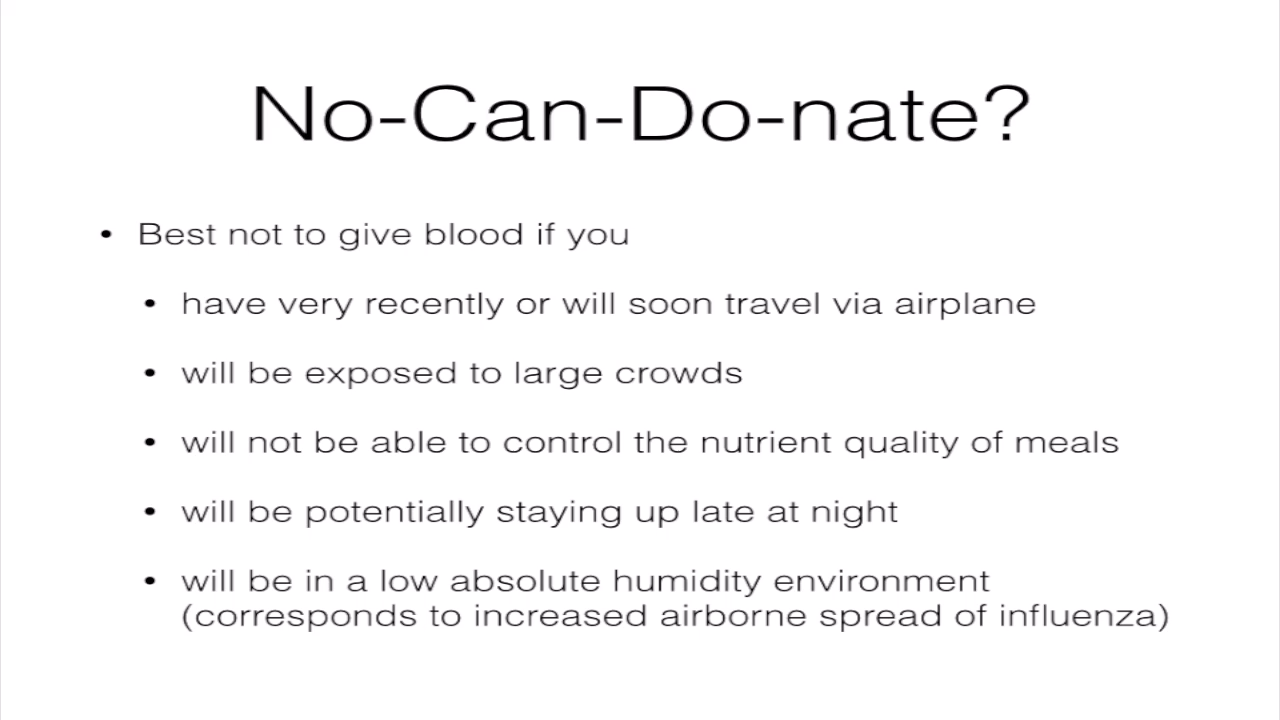 No-Can-Do-nate?
• Best not to give blood if you
• have very recently or will soon travel via airplane
• will be exposed to large crowds
• will not be able to control the nutrient quality of meals
• will be potentially staying up late at night
• will be in a low absolute humidity environment
(corresponds to increased airborne spread of influenza)